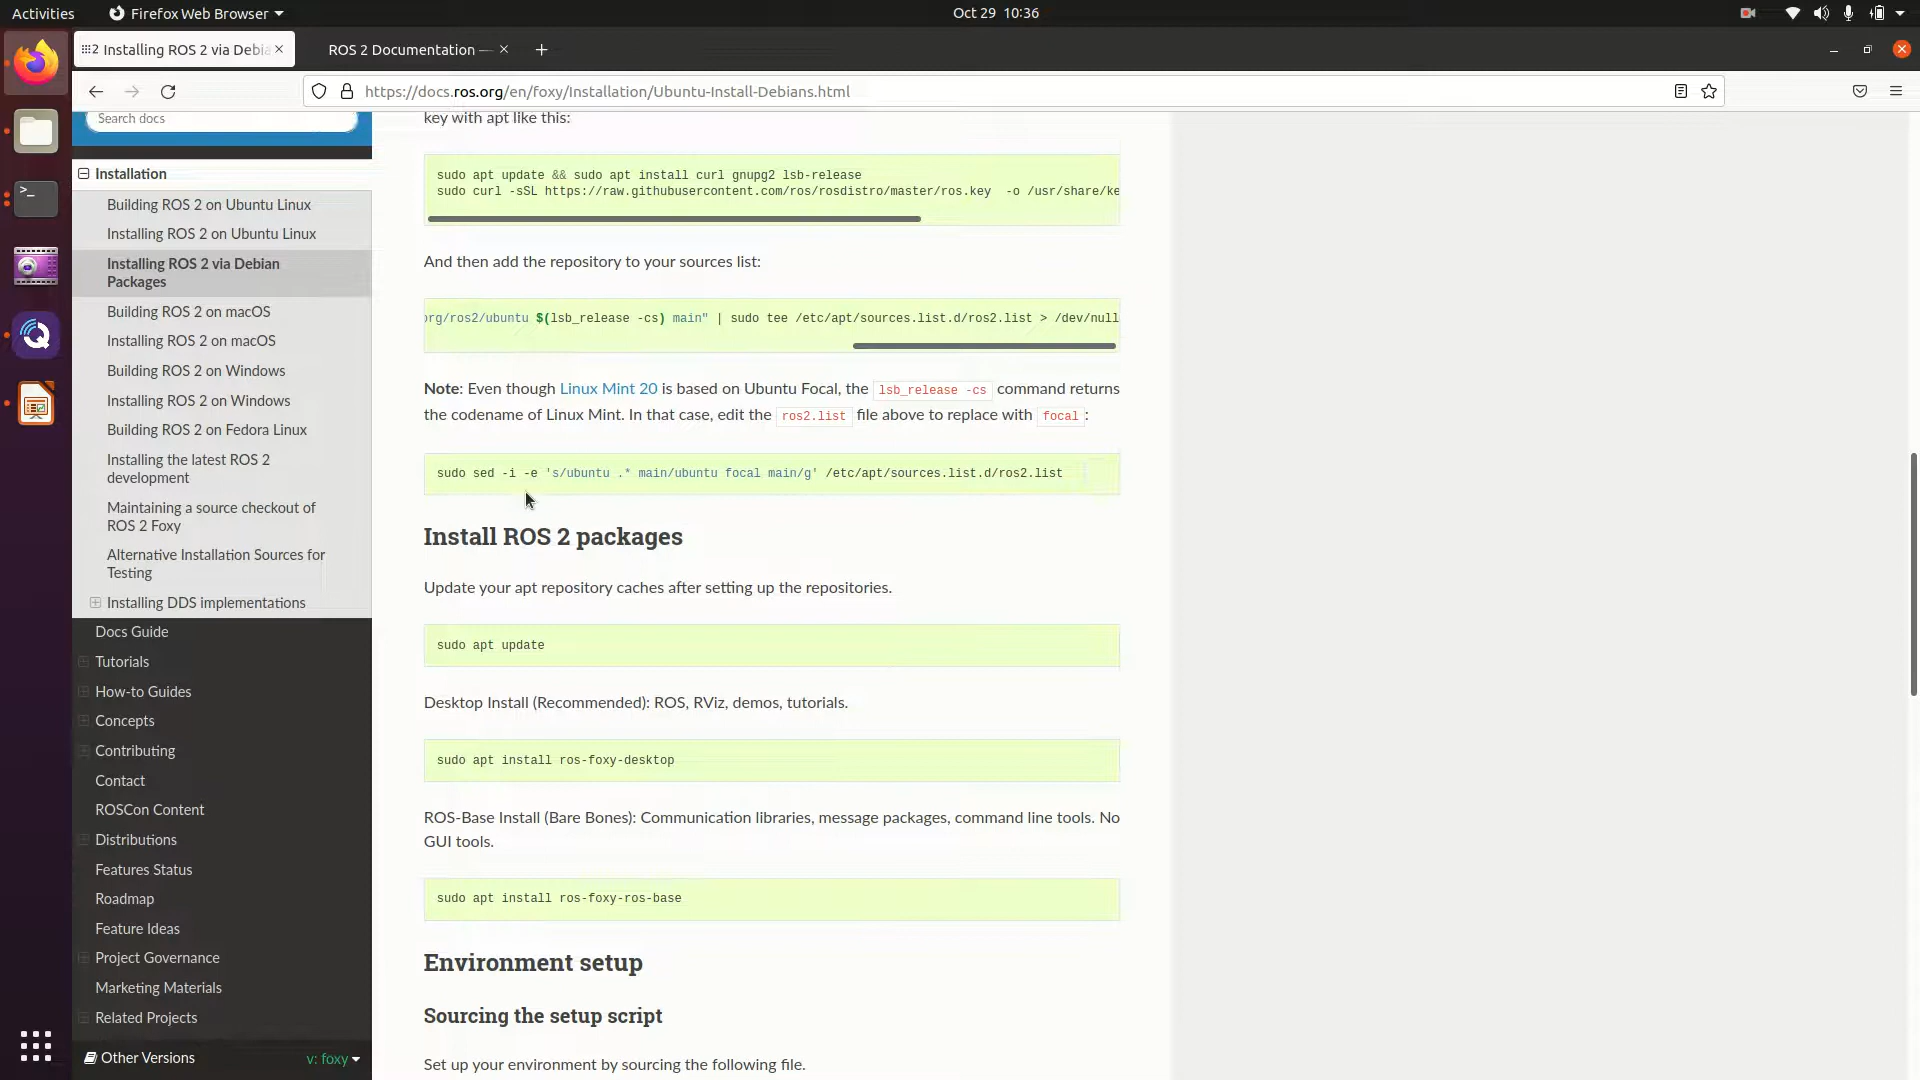 Activities
Firefox Web Browser
Oct 29 10:36
2 Installing ROS 2 via Debia
ROS 2 Documentation —
https://docs.ros.org/en/foxy/Installation/Ubuntu-Install-Debians.html
Search docs
Installation
Building ROS 2 on Ubuntu Linux
Installing ROS 2 on Ubuntu Linux
Installing ROS 2 via Debian
Packages
Building ROS 2 on macOS
Installing ROS 2 on macOS
Building ROS 2 on Windows
Installing ROS 2 on Windows
Building ROS 2 on Fedora Linux
Installing the latest ROS 2
development
Maintaining a source checkout of
ROS 2 Foxy
Alternative Installation Sources for
Testing
Installing DDS implementations
Docs Guide
Tutorials
How-to Guides
Concepts
Contributing
Contact
ROSCon Content
Distributions
Features Status
Roadmap
Feature Ideas
Project Governance
Marketing Materials
Related Projects
Other Versions
v: foxy
key with apt like this:
sudo apt update && sudo apt install curl gnupg2 lsb-release
sudo curl -sSL https://raw.githubusercontent.com/ros/rosdistro/master/ros.key  -o /usr/share/ke
And then add the repository to your sources list:
org/ros2/ubuntu $(lsb_release -cs) main" | sudo tee /etc/apt/sources.list.d/ros2.list > /dev/null
Note: Even though Linux Mint 20 is based on Ubuntu Focal, the lsb_release -cs command returns
the codename of Linux Mint. In that case, edit the ros2.list file above to replace with focal:
sudo sed -i -e 's/ubuntu .* main/ubuntu focal main/g' /etc/apt/sources.list.d/ros2.list
Install ROS 2 packages
Update your apt repository caches after setting up the repositories.
sudo apt update
Desktop Install (Recommended): ROS, RViz, demos, tutorials.
sudo apt install ros-foxy-desktop
ROS-Base Install (Bare Bones): Communication libraries, message packages, command line tools. No
GUI tools.
sudo apt install ros-foxy-ros-base
Environment setup
Sourcing the setup script
Set up your environment by sourcing the following file.